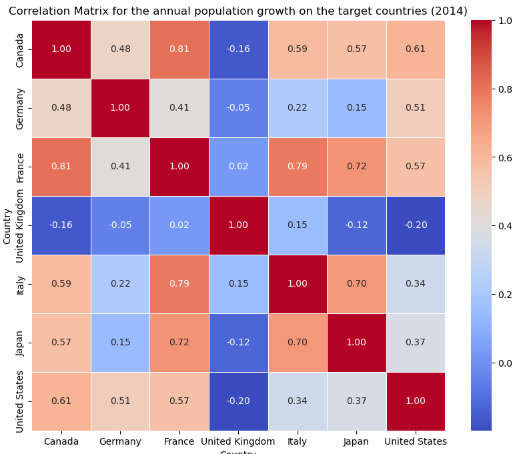 Correlation Matrix for the annual population growth on the target countries (2014)
Country
Canada 1.00 0.48 0.81 -0.16 0.59 0.57 0.61
Germany 0.48 1.00 0.41 -0.05 0.22 0.15 0.51
France 0.81 0.41 1.00 0.02 0.79 0.72 0.57
United Kingdom -0.16 -0.05 0.02 1.00 0.15 -0.12 -0.20
Italy 0.59 0.22 0.79 0.15 1.00 0.70 0.34
Japan 0.57 0.15 0.72 -0.12 0.70 1.00 0.37
United States 0.61 0.51 0.57 -0.20 0.34 0.37 1.00
Canada Germany France United Kingdom Italy Japan United States
Country
1.0
0.8
0.6
0.4
0.2
0.0